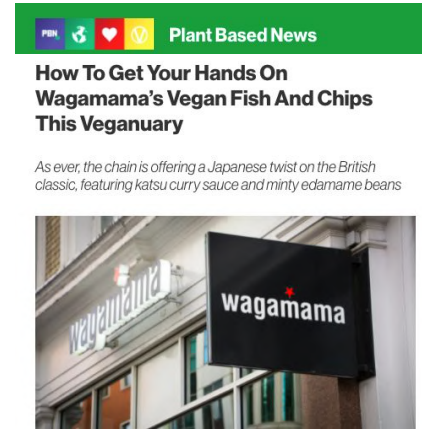 PBN
Plant Based News
How To Get Your Hands On
Wagamama's Vegan Fish And Chips
This Veganuary
As ever, the chain is offering a Japanese twist on the British
classic, featuring katsu curry sauce and minty edamame beans
wagamama
wagamama